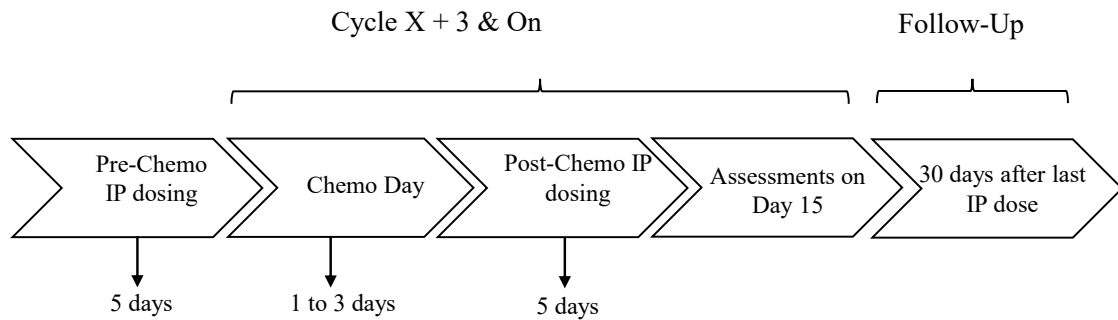 Cycle X + 3 & On
Follow-Up
Pre-Chemo
IP dosing
Chemo Day
Post-Chemo IP
dosing
Assessments on
Day 15
30 days after last
IP dose
5 days
1 to 3 days
5 days